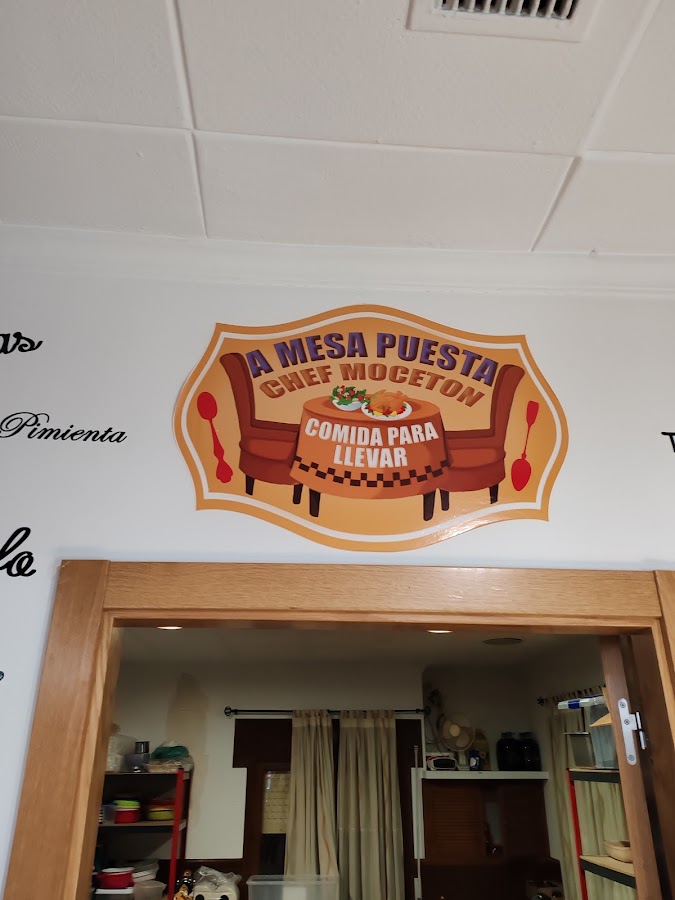 A MESA PUESTA
CHEF MOCETON
COMIDA PARA
LLEVAR
Pimienta